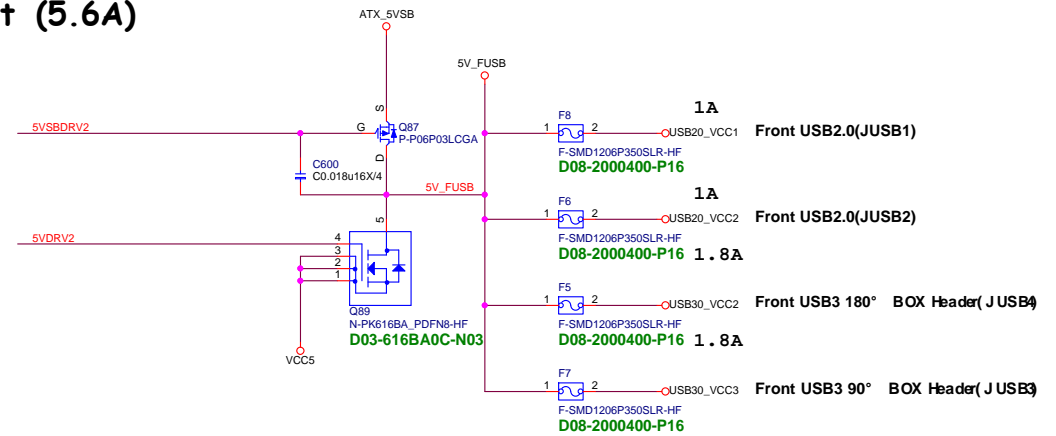 t (5.6A)
ATX_5VSB
5V_FUSB
1A
S
F8
5VSBDRV2
G
Q87
1
2
USB20_VCC1
Front USB2.0(JUSB1)
P-P06P03LCGA
F-SMD1206P350SLR-HF
D
C600
D08-2000400-P16
C0.018u16X/4
5V_FUSB
1A
F6
5
1
2
USB20_VCC2
Front USB2.0(JUSB2)
5VDRV2
4
F-SMD1206P350SLR-HF
3
D08-2000400-P16
1.8A
2
1
F5
1
2
USB30_VCC2
Front USB3 180° BOX Header(JUSB4)
Q89
N-PK616BA_PDFN8-HF
F-SMD1206P350SLR-HF
D03-616BA0C-N03
D08-2000400-P16
1.8A
VCC5
F7
1
2
USB30_VCC3
Front USB3 90° BOX Header(JUSB3)
F-SMD1206P350SLR-HF
D08-2000400-P16